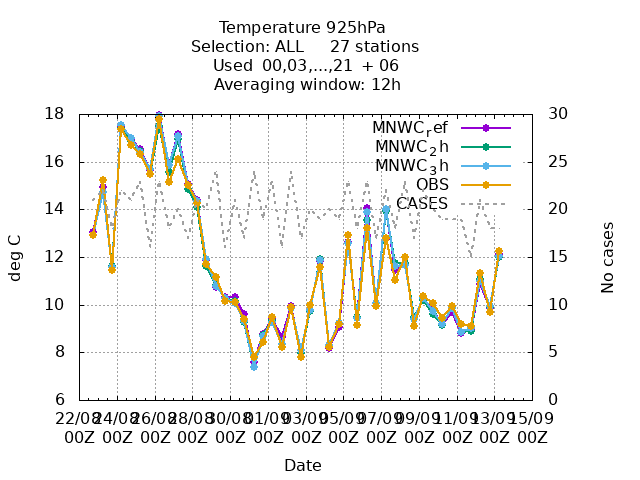 Temperature 925hPa
Selection: ALL     27 stations
Used  00,03,...,21  + 06
Averaging window: 12h
deg C
18
16
14
12
10
8
6
30
25
20
15
10
5
0
No cases
MNWC_ref
MNWC_2h
MNWC_3h
OBS
CASES
22/08 24/08 26/08 28/08 30/08 01/09 03/09 05/09 07/09 09/09 11/09 13/09 15/09
00Z 00Z 00Z 00Z 00Z 00Z 00Z 00Z 00Z 00Z 00Z 00Z 00Z
Date